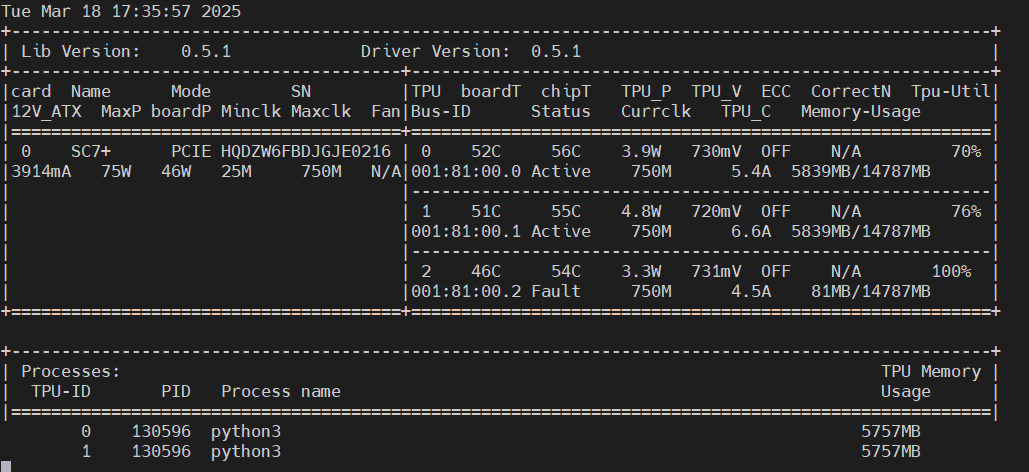 Tue Mar 18 17:35:57 2025
+--------------------------------------------------------------------------------------------------+
| Lib Version:    0.5.1             Driver Version:  0.5.1                                         |
+---------------------------------------+----------------------------------------------------------+
|card  Name      Mode        SN         |TPU  boardT  chipT   TPU_P  TPU_V  ECC  CorrectN  Tpu-Util|
|12V_ATX  MaxP boardP Minclk Maxclk  Fan|Bus-ID      Status   Currclk   TPU_C   Memory-Usage       |
|=======================================+==========================================================|
| 0    SC7+      PCIE HQDZW6FBDJGJE0216 | 0    52C     56C    3.9W   730mV  OFF    N/A         70% |
|3914mA   75W   46W   25M     750M   N/A|001:81:00.0 Active    750M      5.4A  5839MB/14787MB      |
|                                       |----------------------------------------------------------|
|                                       | 1    51C     55C    4.8W   720mV  OFF    N/A         76% |
|                                       |001:81:00.1 Active    750M      6.6A  5839MB/14787MB      |
|                                       |----------------------------------------------------------|
|                                       | 2    46C     54C    3.3W   731mV  OFF    N/A       100%  |
|                                       |001:81:00.2 Fault     750M      4.5A    81MB/14787MB      |
+=======================================+==========================================================+
+--------------------------------------------------------------------------------------------------+
| Processes:                                                                            TPU Memory |
|  TPU-ID       PID   Process name                                                      Usage      |
|==================================================================================================|
        0    130596  python3                                                          5757MB
        1    130596  python3                                                          5757MB